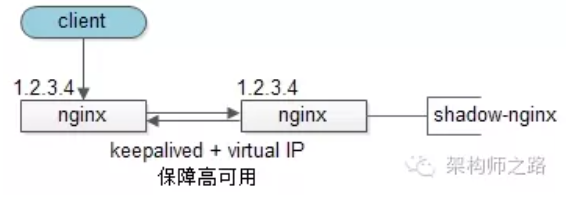 client
1.2.3.4
1.2.3.4
nginx
nginx
shadow-nginx
keepalived + virtual IP
保障高可用
架构师之路